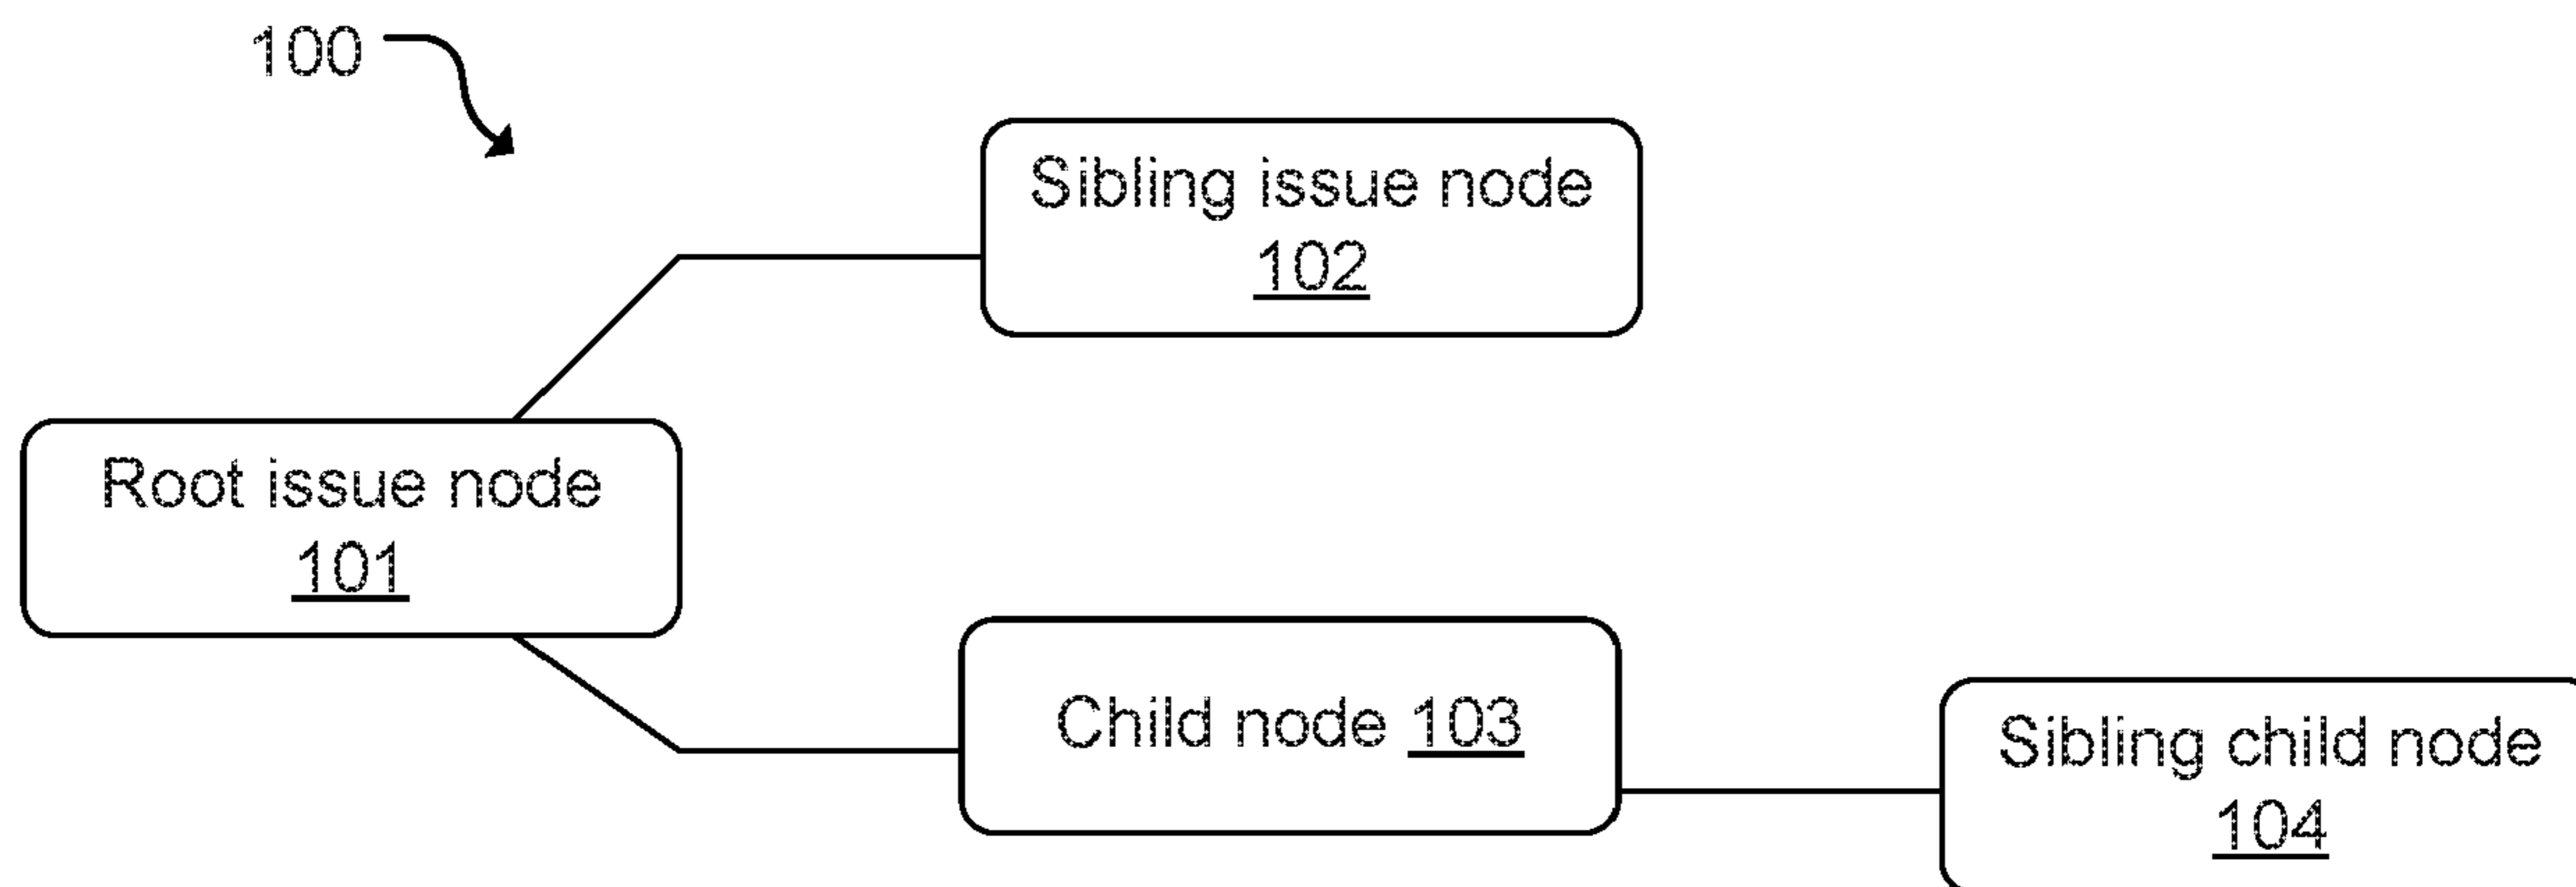 100
Sibling issue node
102
Root issue node
101
Child node 103
Sibling child node
104